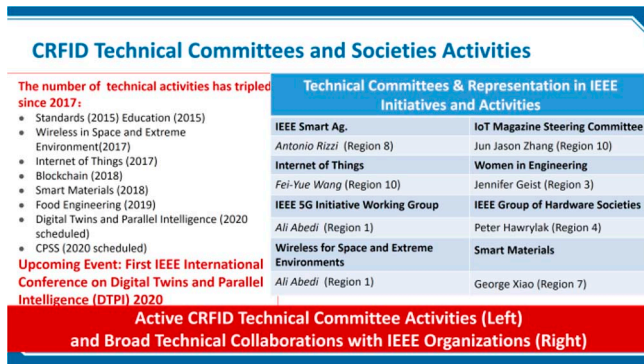 CRFID Technical Committees and Societies Activities
The number of technical activities has tripled
since 2017:
● Standards (2015) Education (2015)
● Wireless in Space and Extreme
Environment(2017)
● Internet of Things (2017)
● Blockchain (2018)
● Smart Materials (2018)
● Food Engineering (2019)
● Digital Twins and Parallel Intelligence (2020
scheduled)
● CPSS (2020 scheduled)
Upcoming Event: First IEEE International
Conference on Digital Twins and Parallel
Intelligence (DTPI) 2020
Technical Committees & Representation in IEEE
Initiatives and Activities
IEEE Smart Ag.
IoT Magazine Steering Committee
Antonio Rizzi (Region 8)
Jun Jason Zhang (Region 10)
Internet of Things
Women in Engineering
Fei-Yue Wang (Region 10)
Jennifer Geist (Region 3)
IEEE 5G Initiative Working Group
IEEE Group of Hardware Societies
Ali Abedi (Region 1)
Peter Hawrylak (Region 4)
Wireless for Space and Extreme
Environments
Smart Materials
Ali Abedi (Region 1)
George Xiao (Region 7)
Active CRFID Technical Committee Activities (Left)
and Broad Technical Collaborations with IEEE Organizations (Right)